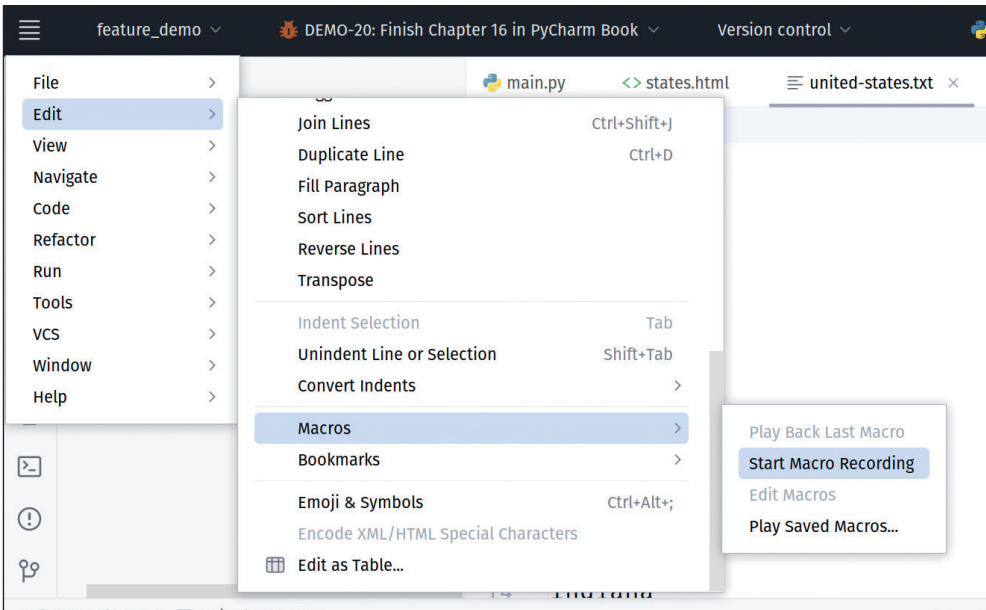 feature_demo
DEMO-20: Finish Chapter 16 in PyCharm Book
Version control
main.py
<> states.html
united-states.txt
File
Edit
View
Navigate
Code
Refactor
Run
Tools
VCS
Window
Help
Join Lines Ctrl+Shift+J
Duplicate Line Ctrl+D
Fill Paragraph
Sort Lines
Reverse Lines
Transpose
Indent Selection Tab
Unindent Line or Selection Shift+Tab
Convert Indents
Macros
Bookmarks
Emoji & Symbols Ctrl+Alt+;
Encode XML/HTML Special Characters
Edit as Table...
Play Back Last Macro
Start Macro Recording
Edit Macros
Play Saved Macros...
14 Indiana